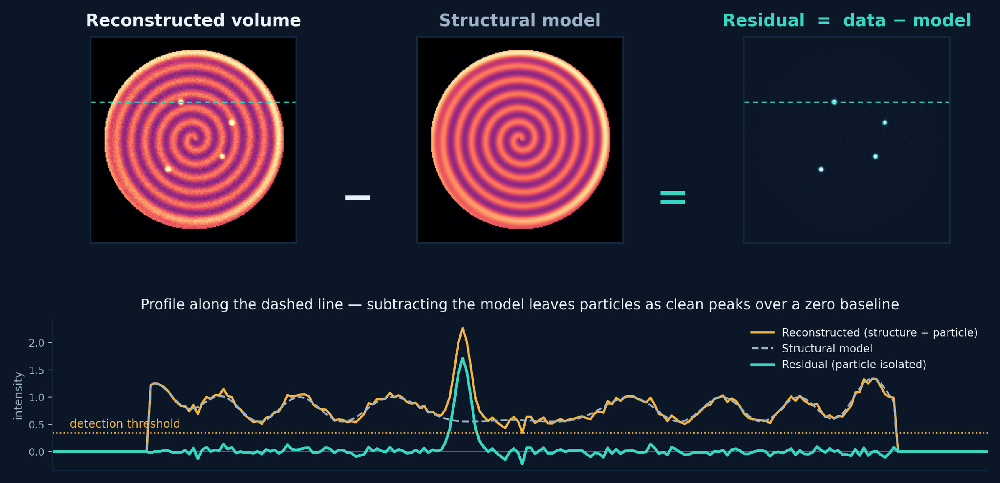 Reconstructed volume
Structural model
Residual = data − model
−
=
Profile along the dashed line — subtracting the model leaves particles as clean peaks over a zero baseline
Reconstructed (structure + particle)
Structural model
Residual (particle isolated)
intensity
2.0
1.5
1.0
0.5
0.0
detection threshold